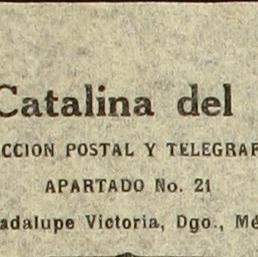 Catalina del
CCION POSTAL Y TELEGRAF
APARTADO No. 21
adalupe Victoria, Dgo., Mé